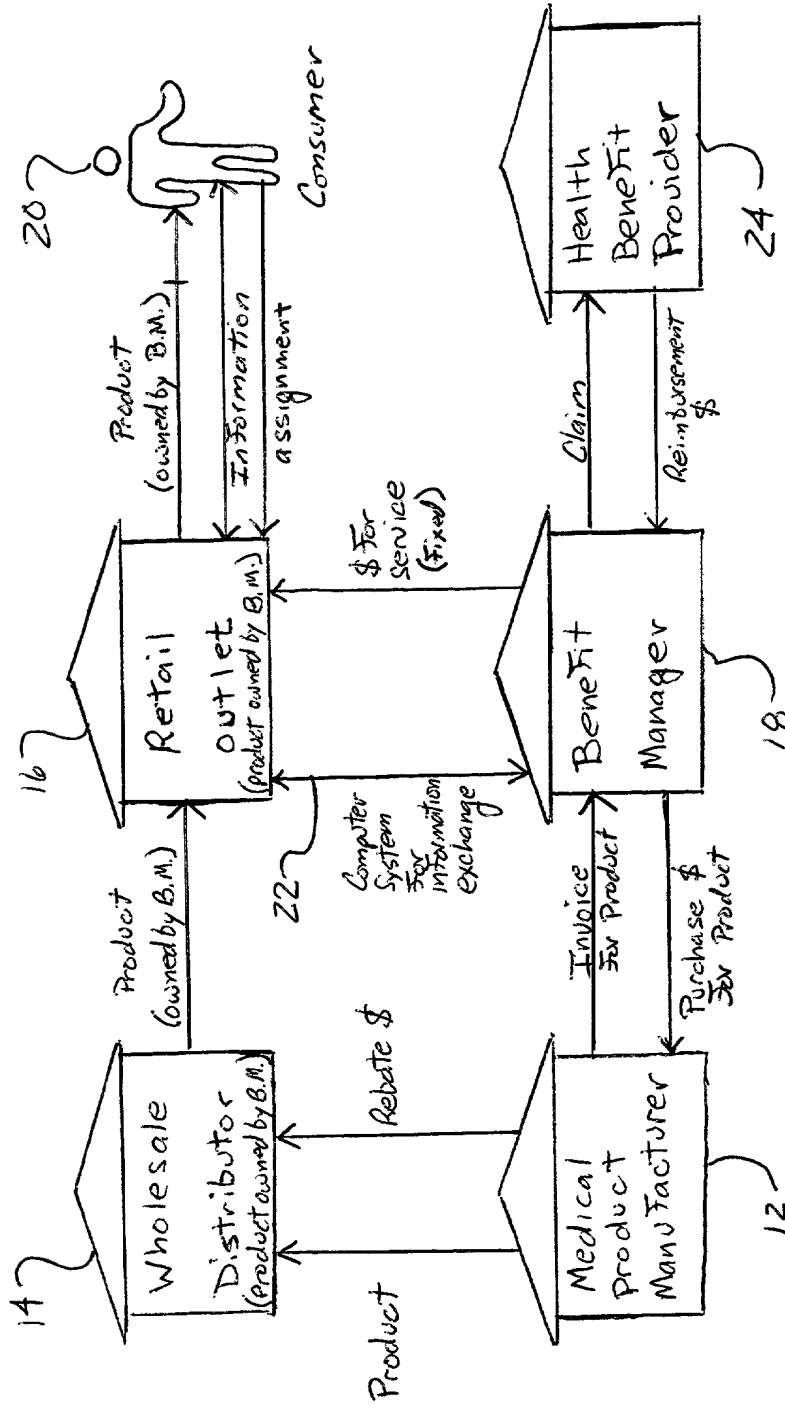 14
Wholesale
Distributor
(product owned by B.M.)
Product
(owned by B.M.)
16
Retail
outlet
(product owned by B.M.)
Product
(owned by B.M.)
20
Information
assignment
Consumer
Product
Rebate $
22
Computer
System
For
information
exchange
$ For
Service
(Fixed)
Medical
Product
Manufacturer
12
Invoice
For Product
Purchase $
For Product
Benefit
Manager
18
Claim
Reimbursement
$
Health
Benefit
Provider
24